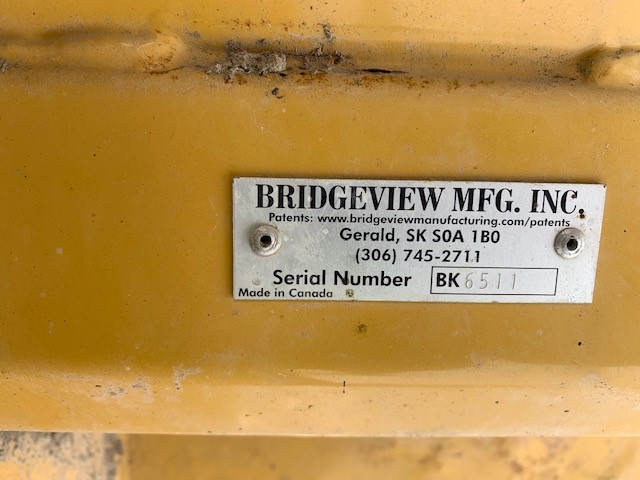 BRIDGEVIEW MFG. INC.
Patents: www.bridgeviewmanufacturing.com/patents
Gerald, SK S0A 1B0
(306) 745-2711
Serial Number BK6511
Made in Canada